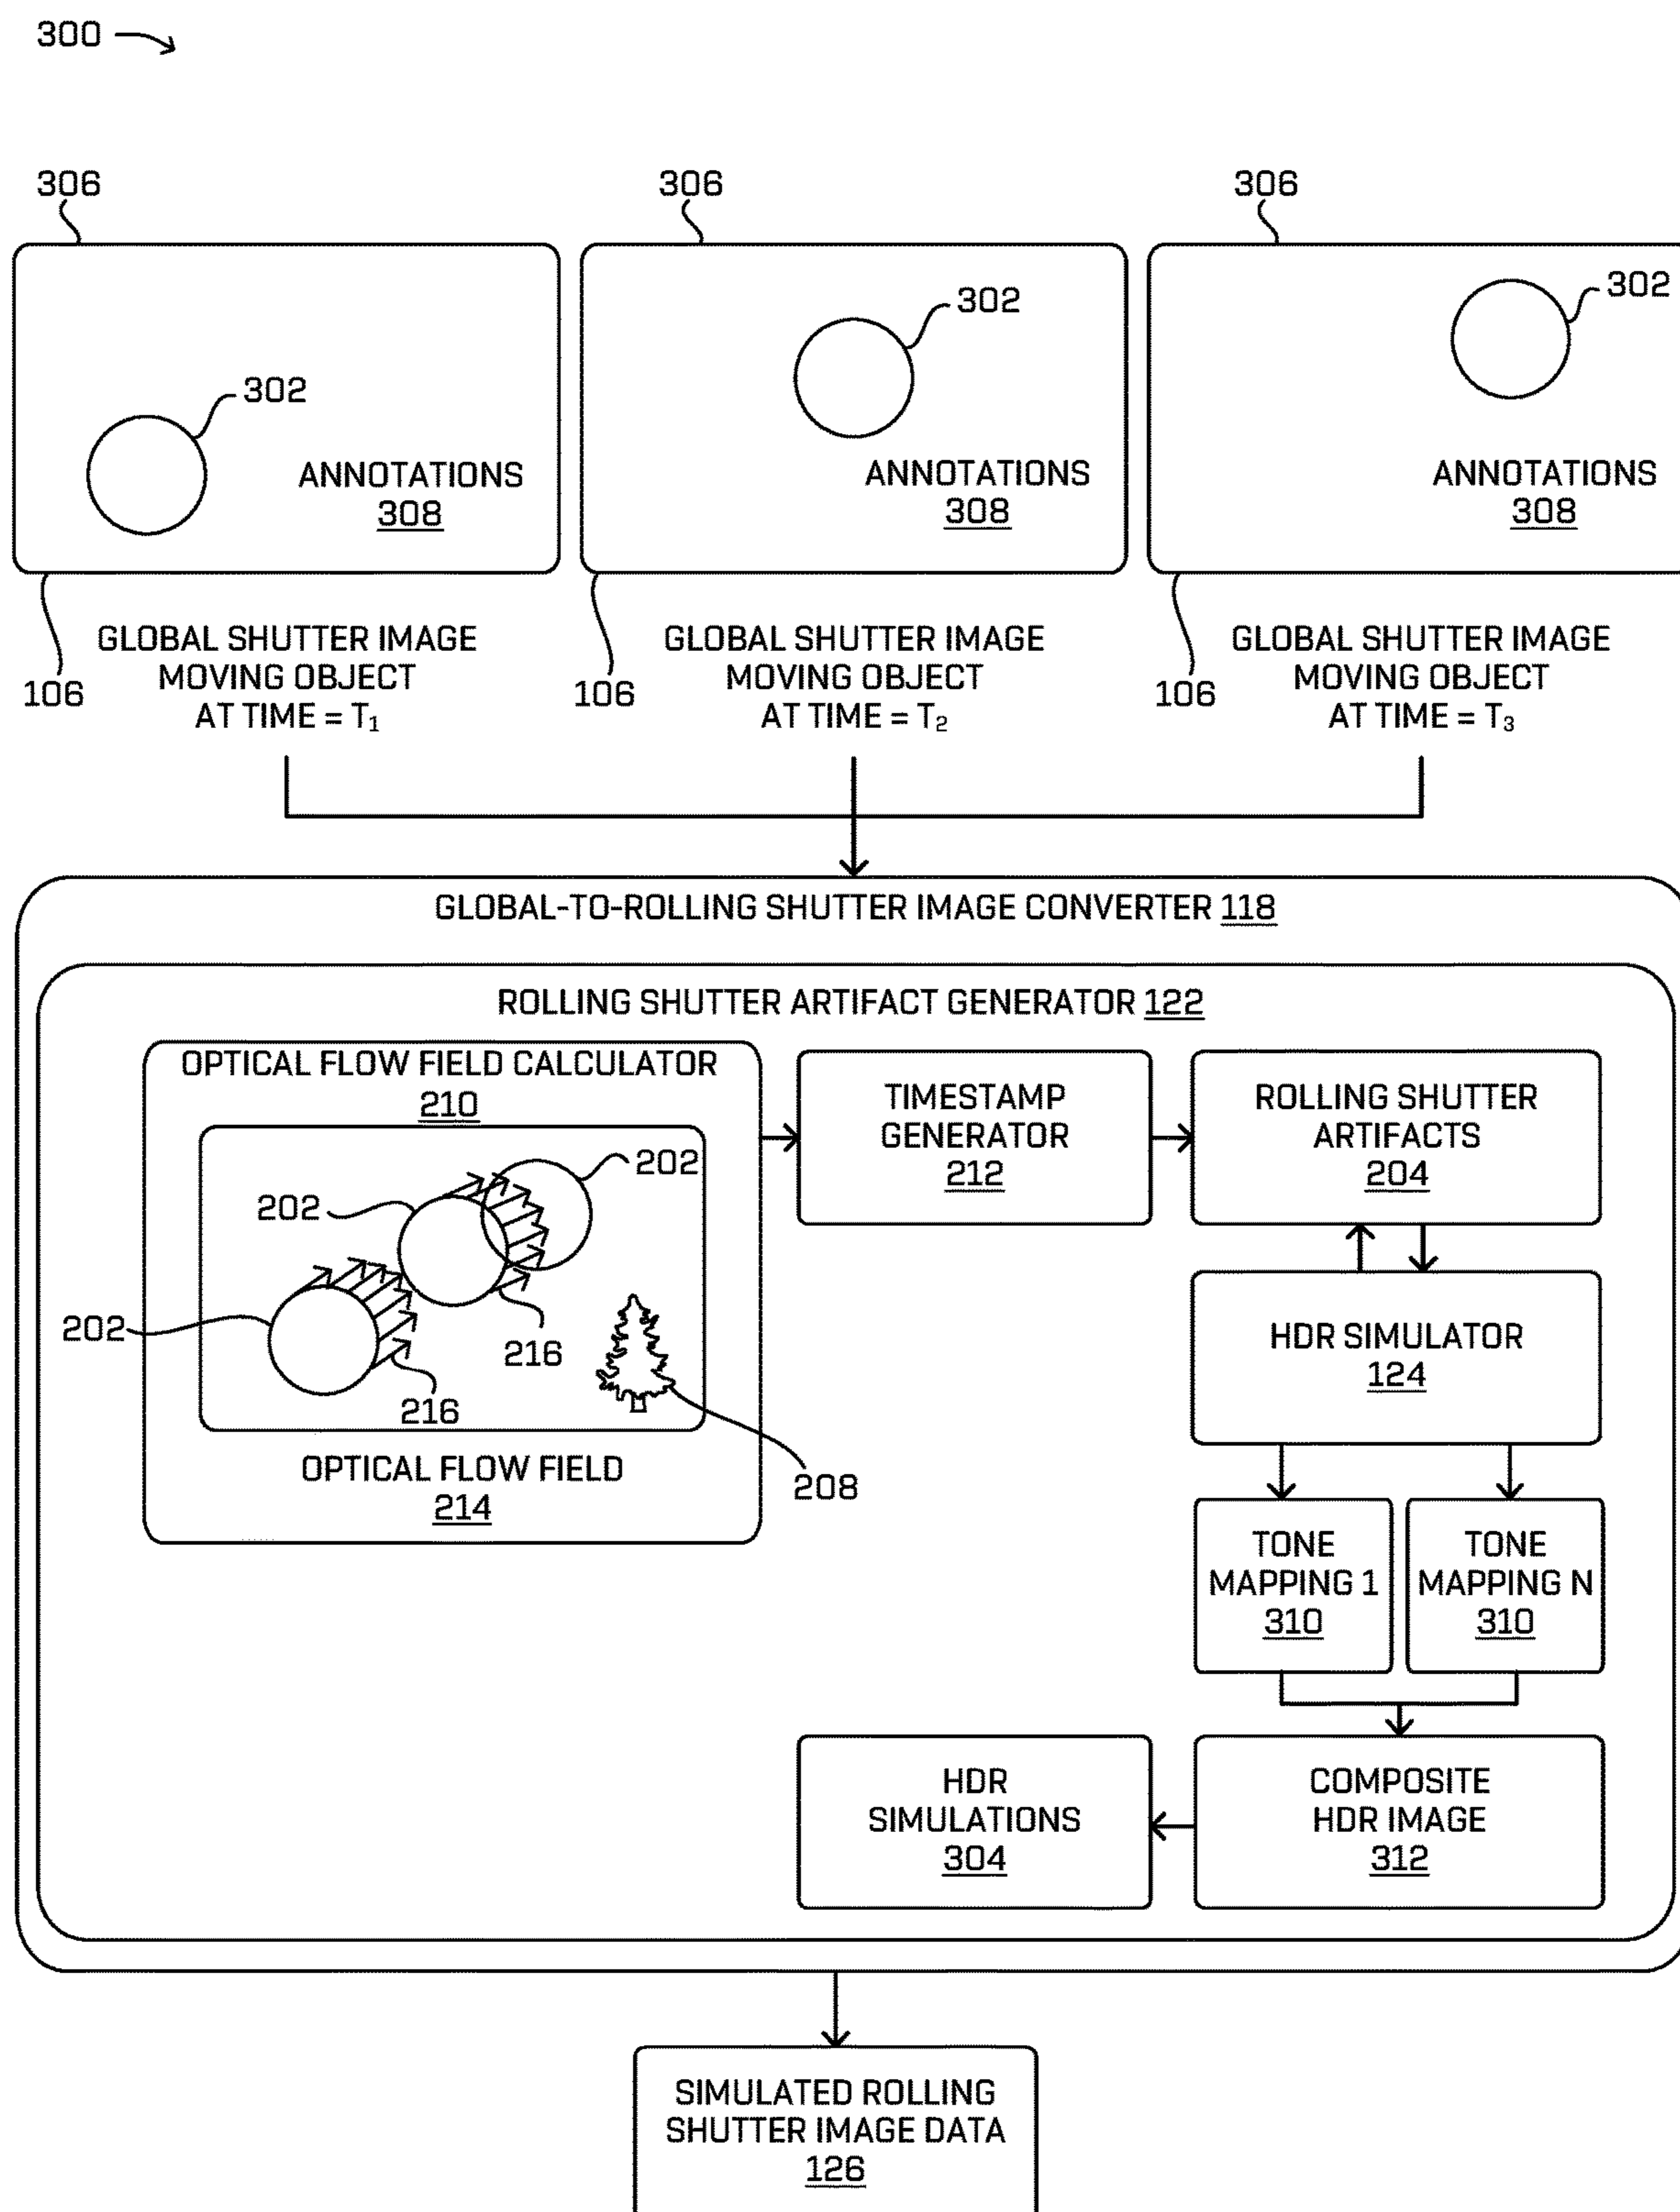 300
306
306
306
302
302
302
ANNOTATIONS
308
ANNOTATIONS
308
ANNOTATIONS
308
106
GLOBAL SHUTTER IMAGE
MOVING OBJECT
AT TIME = T₁
106
GLOBAL SHUTTER IMAGE
MOVING OBJECT
AT TIME = T₂
106
GLOBAL SHUTTER IMAGE
MOVING OBJECT
AT TIME = T₃
GLOBAL-TO-ROLLING SHUTTER IMAGE CONVERTER 118
ROLLING SHUTTER ARTIFACT GENERATOR 122
OPTICAL FLOW FIELD CALCULATOR
210
202
202
202
216
216
208
OPTICAL FLOW FIELD
214
TIMESTAMP
GENERATOR
212
ROLLING SHUTTER
ARTIFACTS
204
HDR SIMULATOR
124
TONE
MAPPING 1
310
TONE
MAPPING N
310
HDR
SIMULATIONS
304
COMPOSITE
HDR IMAGE
312
SIMULATED ROLLING
SHUTTER IMAGE DATA
126